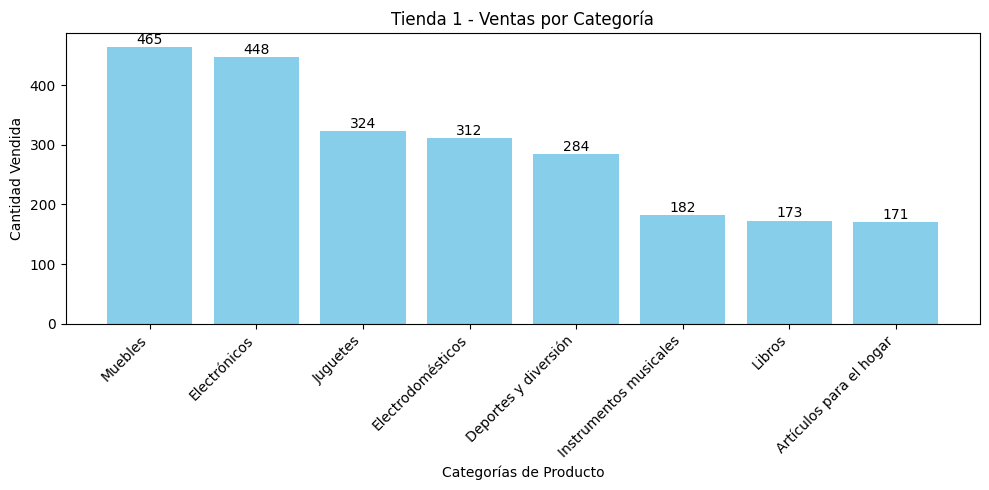 Tienda 1 - Ventas por Categoría
465
448
324
312
284
182
173
171
Cantidad Vendida
400
300
200
100
0
Muebles
Electrónicos
Juguetes
Electrodomésticos
Deportes y diversión
Instrumentos musicales
Libros
Artículos para el hogar
Categorías de Producto